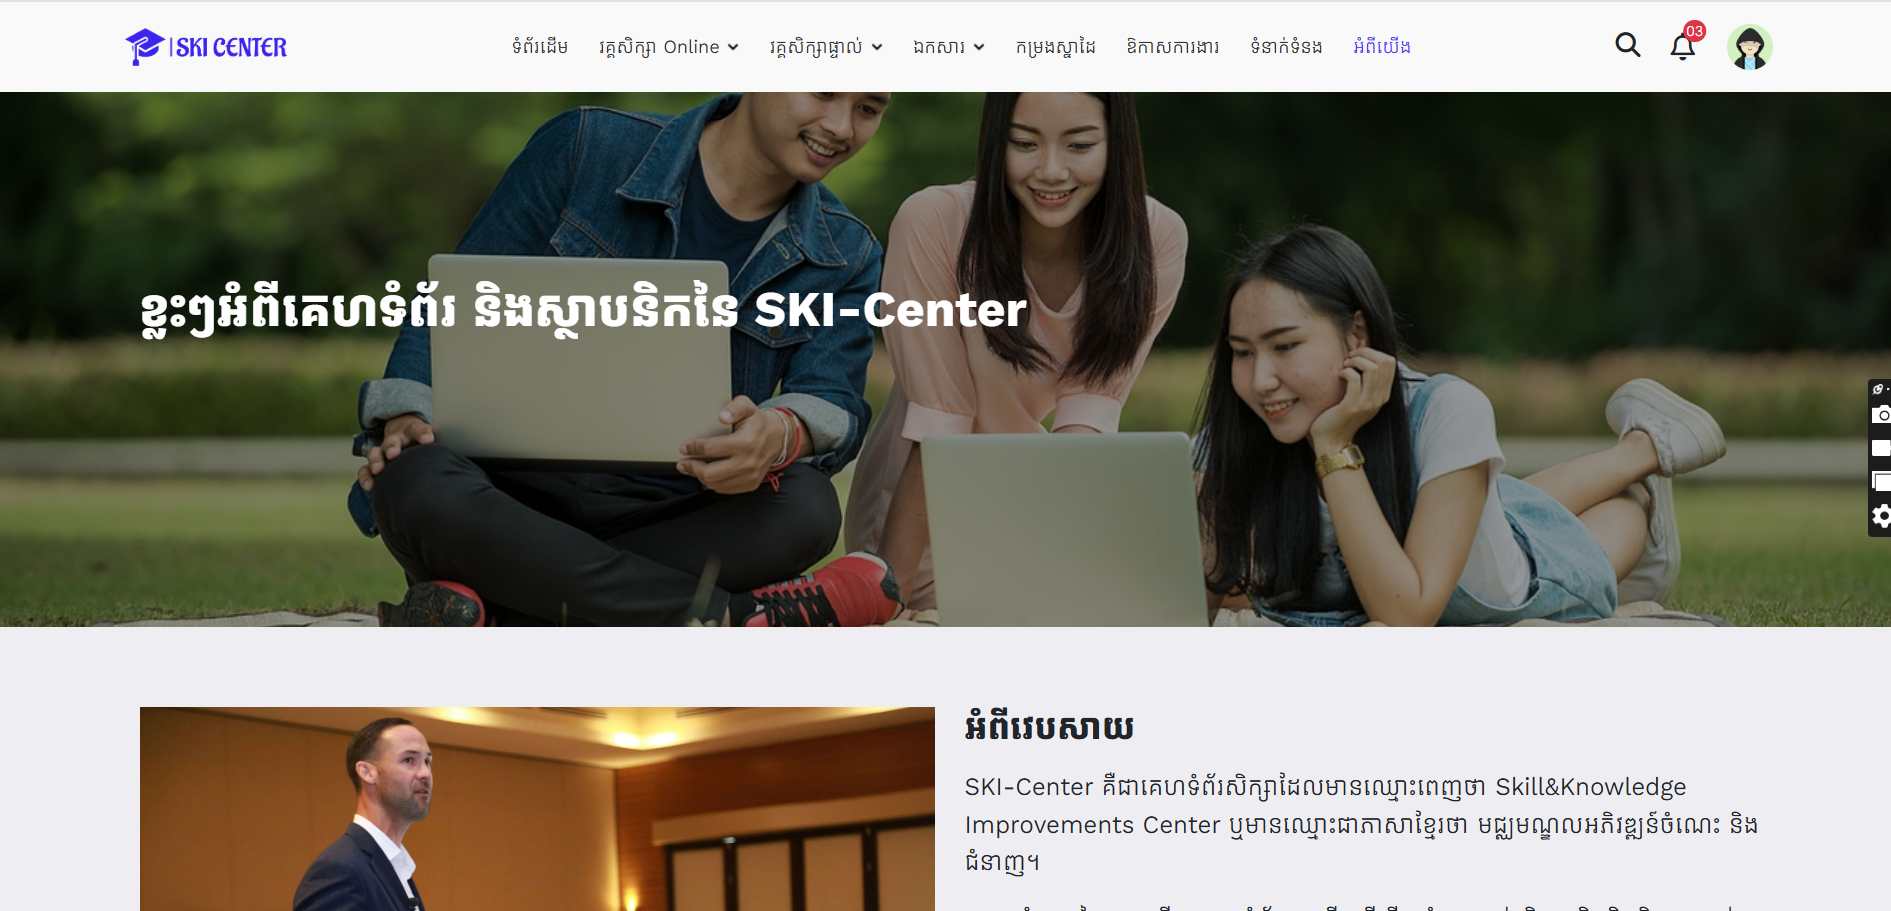 SKI CENTER
ទំព័រដើម
វគ្គសិក្សា Online
វគ្គសិក្សាផ្ទាល់
ឯកសារ
កម្រងស្នាដៃ
ឱកាសការងារ
ទំនាក់ទំនង
អំពីយើង
03
ខ្លះៗអំពីគេហទំព័រ និងស្ថាបនិកនៃ SKI-Center
អំពីវេបសាយ
SKI-Center គឺជាគេហទំព័រសិក្សាដែលមានឈ្មោះពេញថា Skill&Knowledge
Improvements Center ឬមានឈ្មោះជាភាសាខ្មែរថា មជ្ឈមណ្ឌលអភិវឌ្ឍន៍ចំណេះ និង
ជំនាញ។